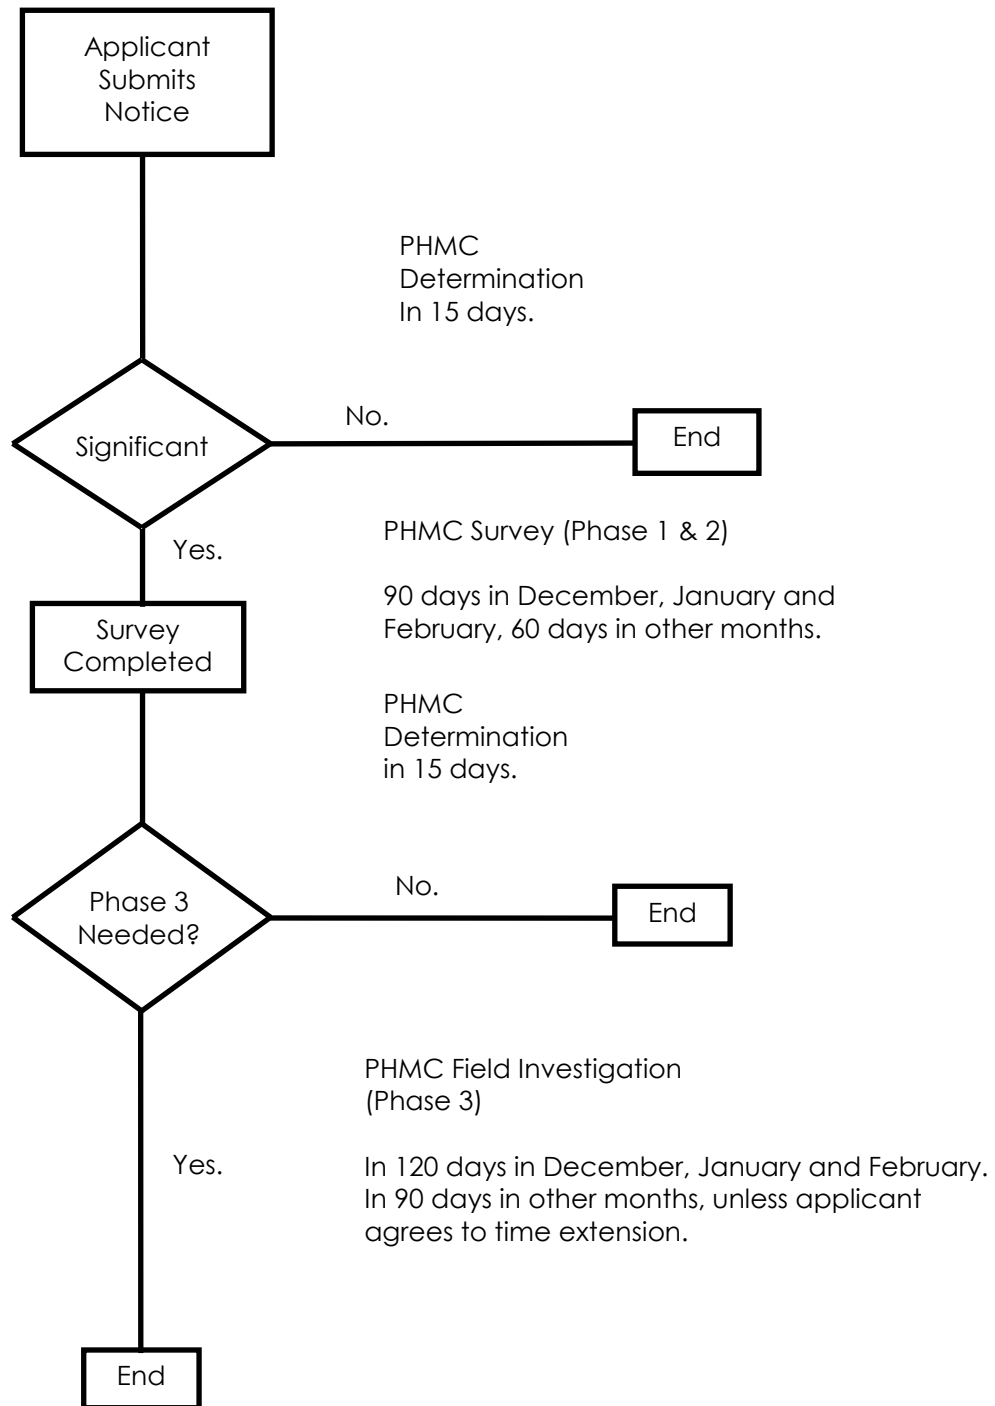 Applicant
Submits
Notice
PHMC
Determination
In 15 days.
No.
Significant
End
PHMC Survey (Phase 1 & 2)
Yes.
90 days in December, January and
February, 60 days in other months.
Survey
Completed
PHMC
Determination
in 15 days.
No.
Phase 3
Needed?
End
PHMC Field Investigation
(Phase 3)
Yes.
In 120 days in December, January and February.
In 90 days in other months, unless applicant
agrees to time extension.
End